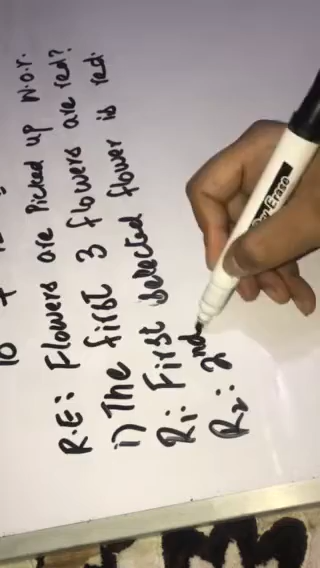 R.E: Flowers are Picked up W.o.r.
i) The first 3 flowers are red?
R₁: First selected flower is red.
R₂: 2nd